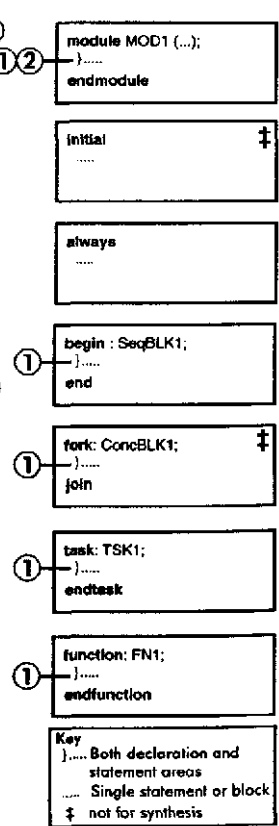 module MOD1 (...);
①② }.....
endmodule
initial ‡
.....
always
.....
begin : SeqBLK1;
① }.....
end
fork: ConcBLK1; ‡
① }.....
join
task: TSK1;
① }.....
endtask
function: FN1;
① }.....
endfunction
Key
}..... Both declaration and
statement areas
..... Single statement or block
‡ not for synthesis